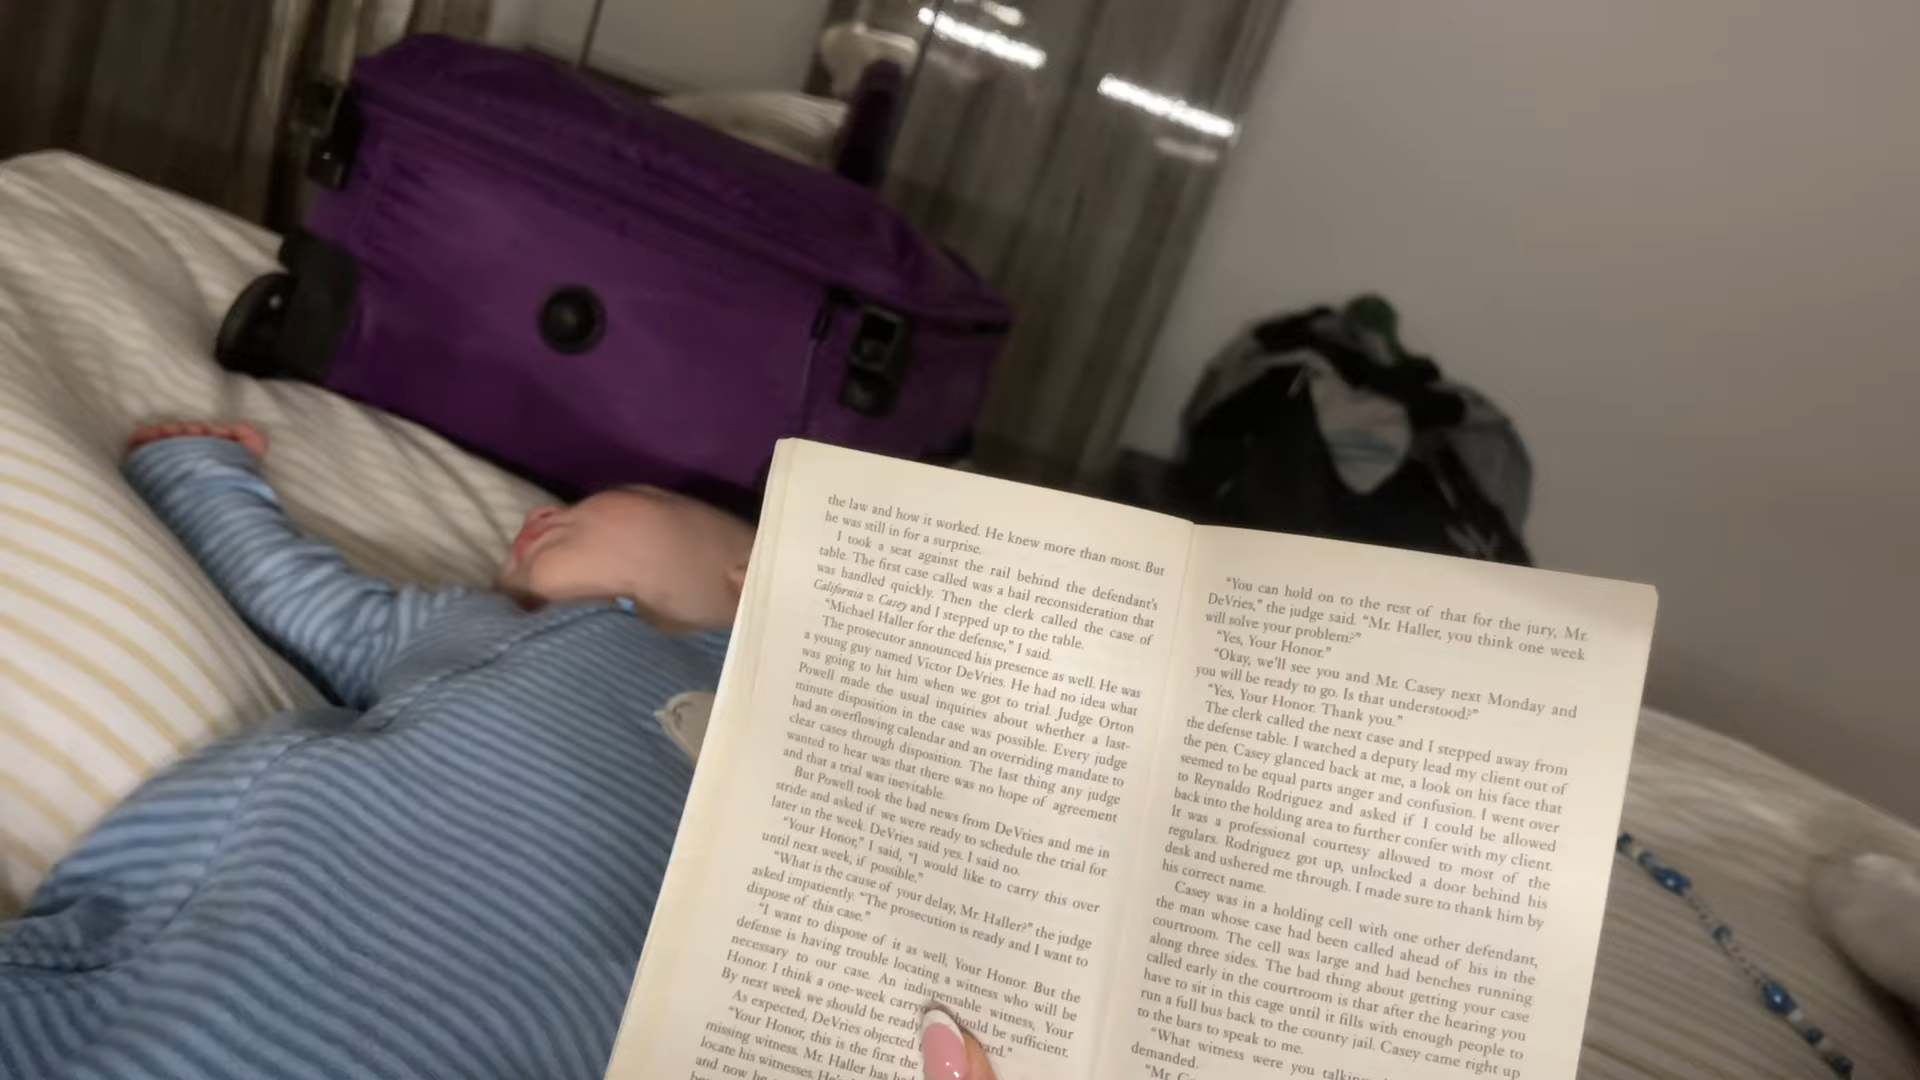 the law and how it worked. He knew more than most. But
he was still in for a surprise.
I took a seat against the rail behind the defendant's
table. The first case called was a bail reconsideration that
was handled quickly. Then the clerk called the case of
California v. Casey and I stepped up to the table.
"Michael Haller for the defense," I said.
The prosecutor announced his presence as well. He was
a young guy named Victor DeVries. He had no idea what
was going to hit him when we got to trial. Judge Orton
Powell made the usual inquiries about whether a last-
minute disposition in the case was possible. Every judge
had an overflowing calendar and an overriding mandate to
clear cases through disposition. The last thing any judge
wanted to hear was that there was no hope of agreement
and that a trial was inevitable.
But Powell took the bad news from DeVries and me in
stride and asked if we were ready to schedule the trial for
later in the week. DeVries said yes. I said no.
"Your Honor," I said, "I would like to carry this over
until next week, if possible."
"What is the cause of your delay, Mr. Haller?" the judge
asked impatiently. "The prosecution is ready and I want to
dispose of this case."
"I want to dispose of it as well, Your Honor. But the
defense is having trouble locating a witness who will be
necessary to our case. An indispensable witness, Your
Honor. I think a one-week carry should be sufficient.
By next week we should be ready
As expected, DeVries objected
"Your Honor, this is the first the
missing witness. Mr. Haller has
locate his witnesses.
and now he
"You can hold on to the rest of that for the jury, Mr.
DeVries," the judge said. "Mr. Haller, you think one week
will solve your problem?"
"Yes, Your Honor."
"Okay, we'll see you and Mr. Casey next Monday and
you will be ready to go. Is that understood?"
"Yes, Your Honor. Thank you."
The clerk called the next case and I stepped away from
the defense table. I watched a deputy lead my client out of
the pen. Casey glanced back at me, a look on his face that
seemed to be equal parts anger and confusion. I went over
to Reynaldo Rodriguez and asked if I could be allowed
back into the holding area to further confer with my client.
It was a professional courtesy allowed to most of the
regulars. Rodriguez got up, unlocked a door behind his
desk and ushered me through. I made sure to thank him by
his correct name.
Casey was in a holding cell with one other defendant,
the man whose case had been called ahead of his in the
courtroom. The cell was large and had benches running
along three sides. The bad thing about getting your case
called early in the courtroom is that after the hearing you
have to sit in this cage until it fills with enough people to
run a full bus back to the county jail. Casey came right up
to the bars to speak to me.
"What witness were you
demanded.
"Mr.